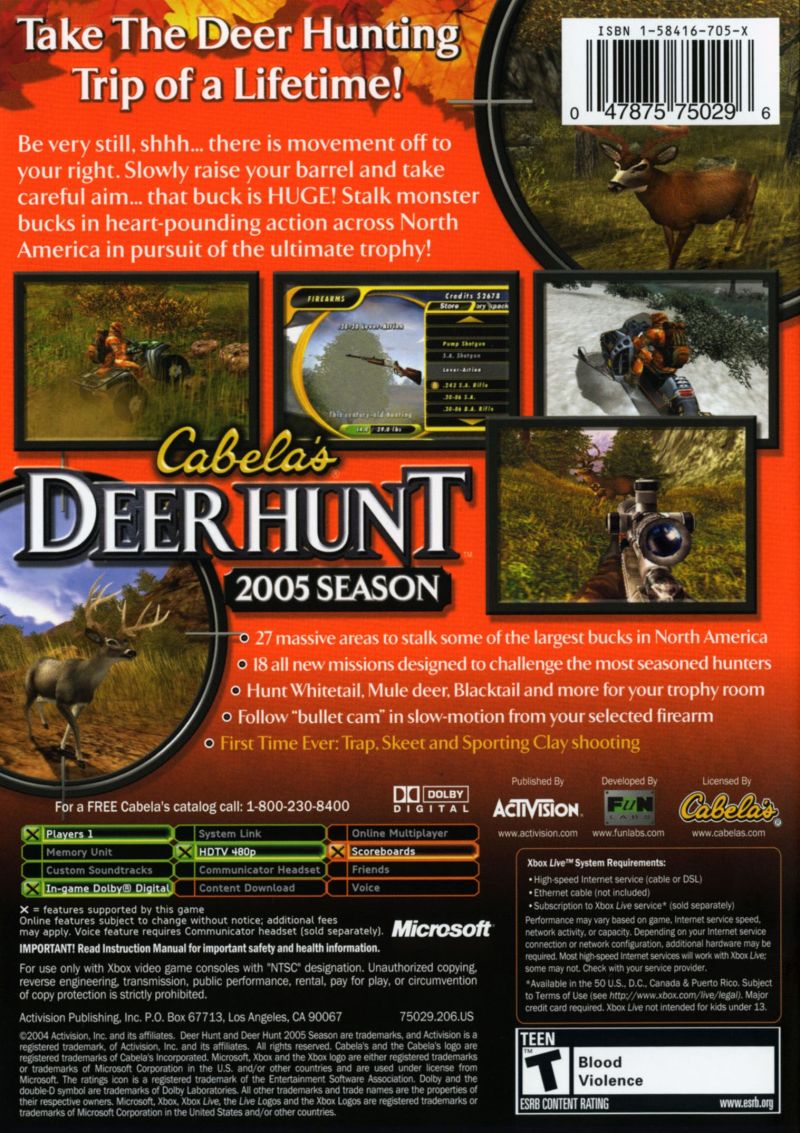 Take The Deer Hunting
Trip of a Lifetime!
ISBN 1-58416-705-X
0 47875 75029 6
Be very still, shhh... there is movement off to
your right. Slowly raise your barrel and take
careful aim... that buck is HUGE! Stalk monster
bucks in heart-pounding action across North
America in pursuit of the ultimate trophy!
FIREARMS
Credits $2678
Store
Pump Shotgun
S.A. Shotgun
Lever-Action
.243 S.A. Rifle
.30-06 S.A.
.30-06 B.A. Rifle
This century-old hunting
Cabela's®
DEER HUNT™
2005 SEASON
• 27 massive areas to stalk some of the largest bucks in North America
• 18 all new missions designed to challenge the most seasoned hunters
• Hunt Whitetail, Mule deer, Blacktail and more for your trophy room
• Follow "bullet cam" in slow-motion from your selected firearm
• First Time Ever: Trap, Skeet and Sporting Clay shooting
For a FREE Cabela's catalog call: 1-800-230-8400
DOLBY
DIGITAL
Published By
ACTIVISION®
www.activision.com
Developed By
FUN
LABS
www.funlabs.com
Licensed By
Cabela's®
www.cabelas.com
X Players 1
System Link
Online Multiplayer
Memory Unit
X HDTV 480p
X Scoreboards
Custom Soundtracks
Communicator Headset
Friends
X In-game Dolby® Digital
Content Download
Voice
X = features supported by this game
Online features subject to change without notice; additional fees
may apply. Voice feature requires Communicator headset (sold separately).
Microsoft®
IMPORTANT! Read Instruction Manual for important safety and health information.
For use only with Xbox video game consoles with "NTSC" designation. Unauthorized copying,
reverse engineering, transmission, public performance, rental, pay for play, or circumvention
of copy protection is strictly prohibited.
Activision Publishing, Inc. P.O. Box 67713, Los Angeles, CA 90067
75029.206.US
©2004 Activision, Inc. and its affiliates. Deer Hunt and Deer Hunt 2005 Season are trademarks, and Activision is a
registered trademark of, Activision, Inc. and its affiliates. All rights reserved. Cabela's and the Cabela's logo are
registered trademarks of Cabela's Incorporated. Microsoft, Xbox and the Xbox logo are either registered trademarks
or trademarks of Microsoft Corporation in the U.S. and/or other countries and are used under license from
Microsoft. The ratings icon is a registered trademark of the Entertainment Software Association. Dolby and the
double-D symbol are trademarks of Dolby Laboratories. All other trademarks and trade names are the properties of
their respective owners. Microsoft, Xbox, Xbox Live, the Live Logos and the Xbox Logos are registered trademarks or
trademarks of Microsoft Corporation in the United States and/or other countries.
Xbox Live™ System Requirements:
• High-speed Internet service (cable or DSL)
• Ethernet cable (not included)
• Subscription to Xbox Live service* (sold separately)
Performance may vary based on game, Internet service speed,
network activity, or capacity. Depending on your Internet service
connection or network configuration, additional hardware may be
required. Most high-speed Internet services will work with Xbox Live;
some may not. Check with your service provider.
*Available in the 50 U.S., D.C., Canada & Puerto Rico. Subject
to Terms of Use (see http://www.xbox.com/live/legal). Major
credit card required. Xbox Live not intended for kids under 13.
TEEN
T
Blood
Violence
ESRB CONTENT RATING
www.esrb.org